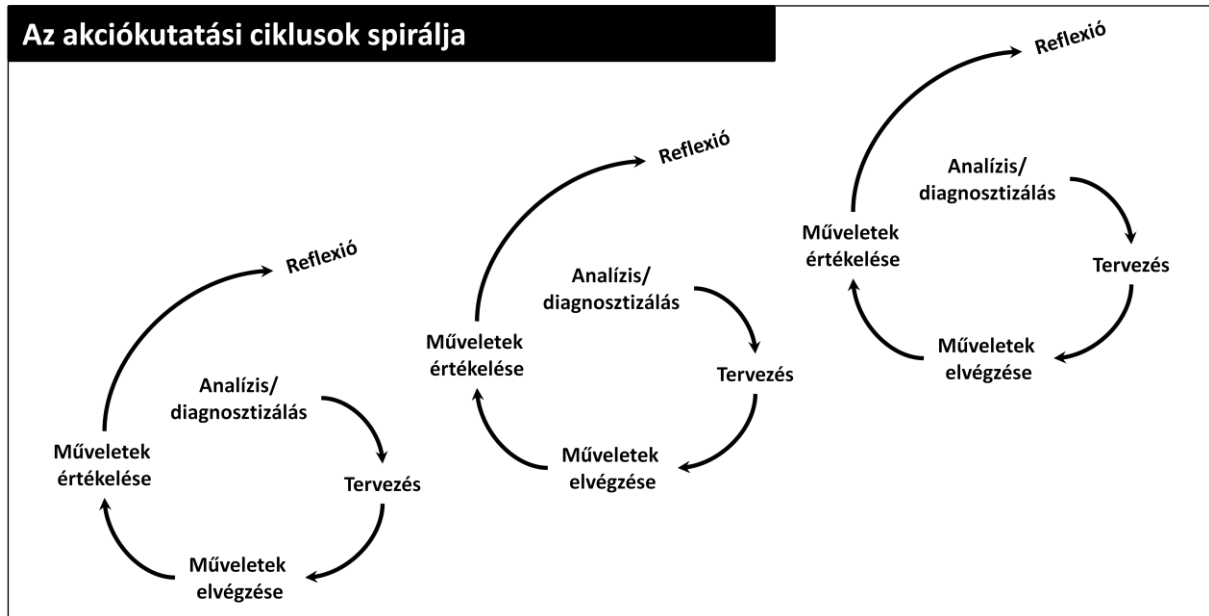 Az akciókutatási ciklusok spirálja
Analízis/
diagnosztizálás
Tervezés
Műveletek
elvégzése
Műveletek
értékelése
Reflexió
Analízis/
diagnosztizálás
Tervezés
Műveletek
elvégzése
Műveletek
értékelése
Reflexió
Analízis/
diagnosztizálás
Tervezés
Műveletek
elvégzése
Műveletek
értékelése
Reflexió